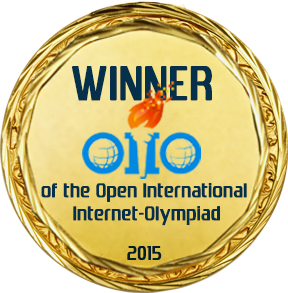 WINNER
OIIO
of the Open International
Internet-Olympiad
2015